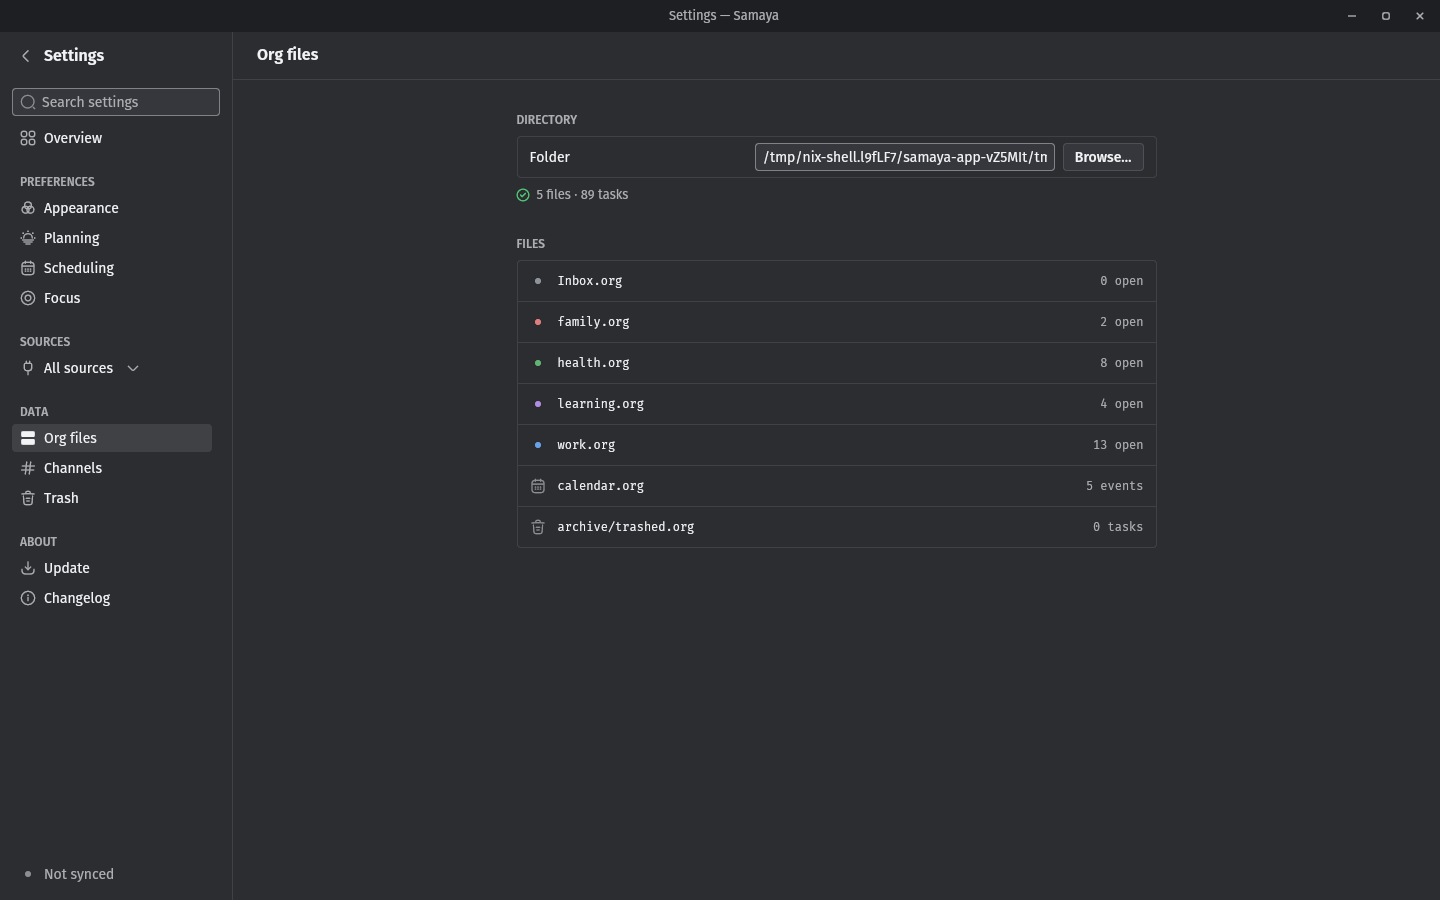 Settings — Samaya
Settings
Org files
Search settings
Overview
PREFERENCES
Appearance
Planning
Scheduling
Focus
SOURCES
All sources
DATA
Org files
Channels
Trash
ABOUT
Update
Changelog
Not synced
DIRECTORY
Folder
/tmp/nix-shell.l9fLF7/samaya-app-vZ5MIt/tn
Browse...
5 files · 89 tasks
FILES
Inbox.org 0 open
family.org 2 open
health.org 8 open
learning.org 4 open
work.org 13 open
calendar.org 5 events
archive/trashed.org 0 tasks